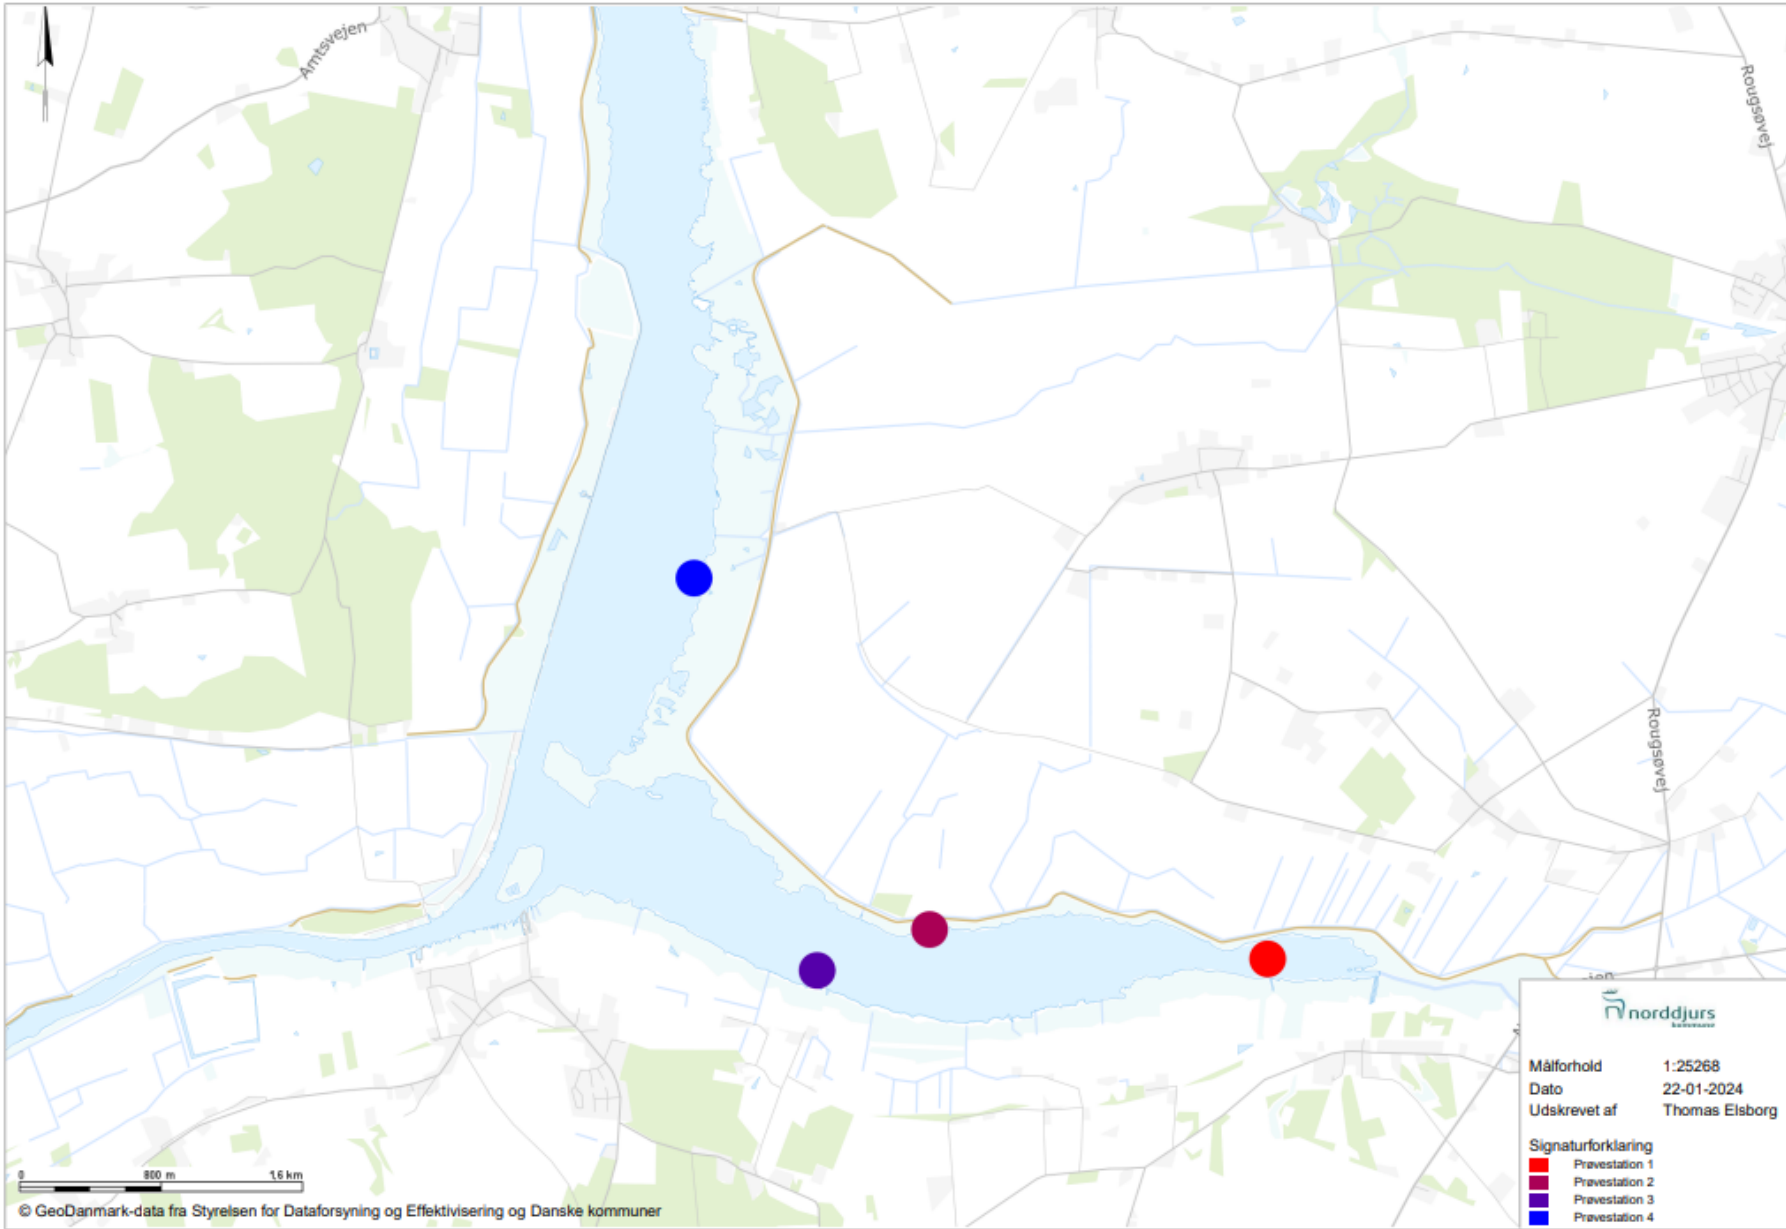 Amtsvejen
Rougsøvej
Rougsøvej
norddjurs
kommune
Målforhold 1:25268
Dato 22-01-2024
Udskrevet af Thomas Elsborg
Signaturforklaring
Prøvestation 1
Prøvestation 2
Prøvestation 3
Prøvestation 4
0 800 m 1,6 km
© GeoDanmark-data fra Styrelsen for Dataforsyning og Effektivisering og Danske kommuner